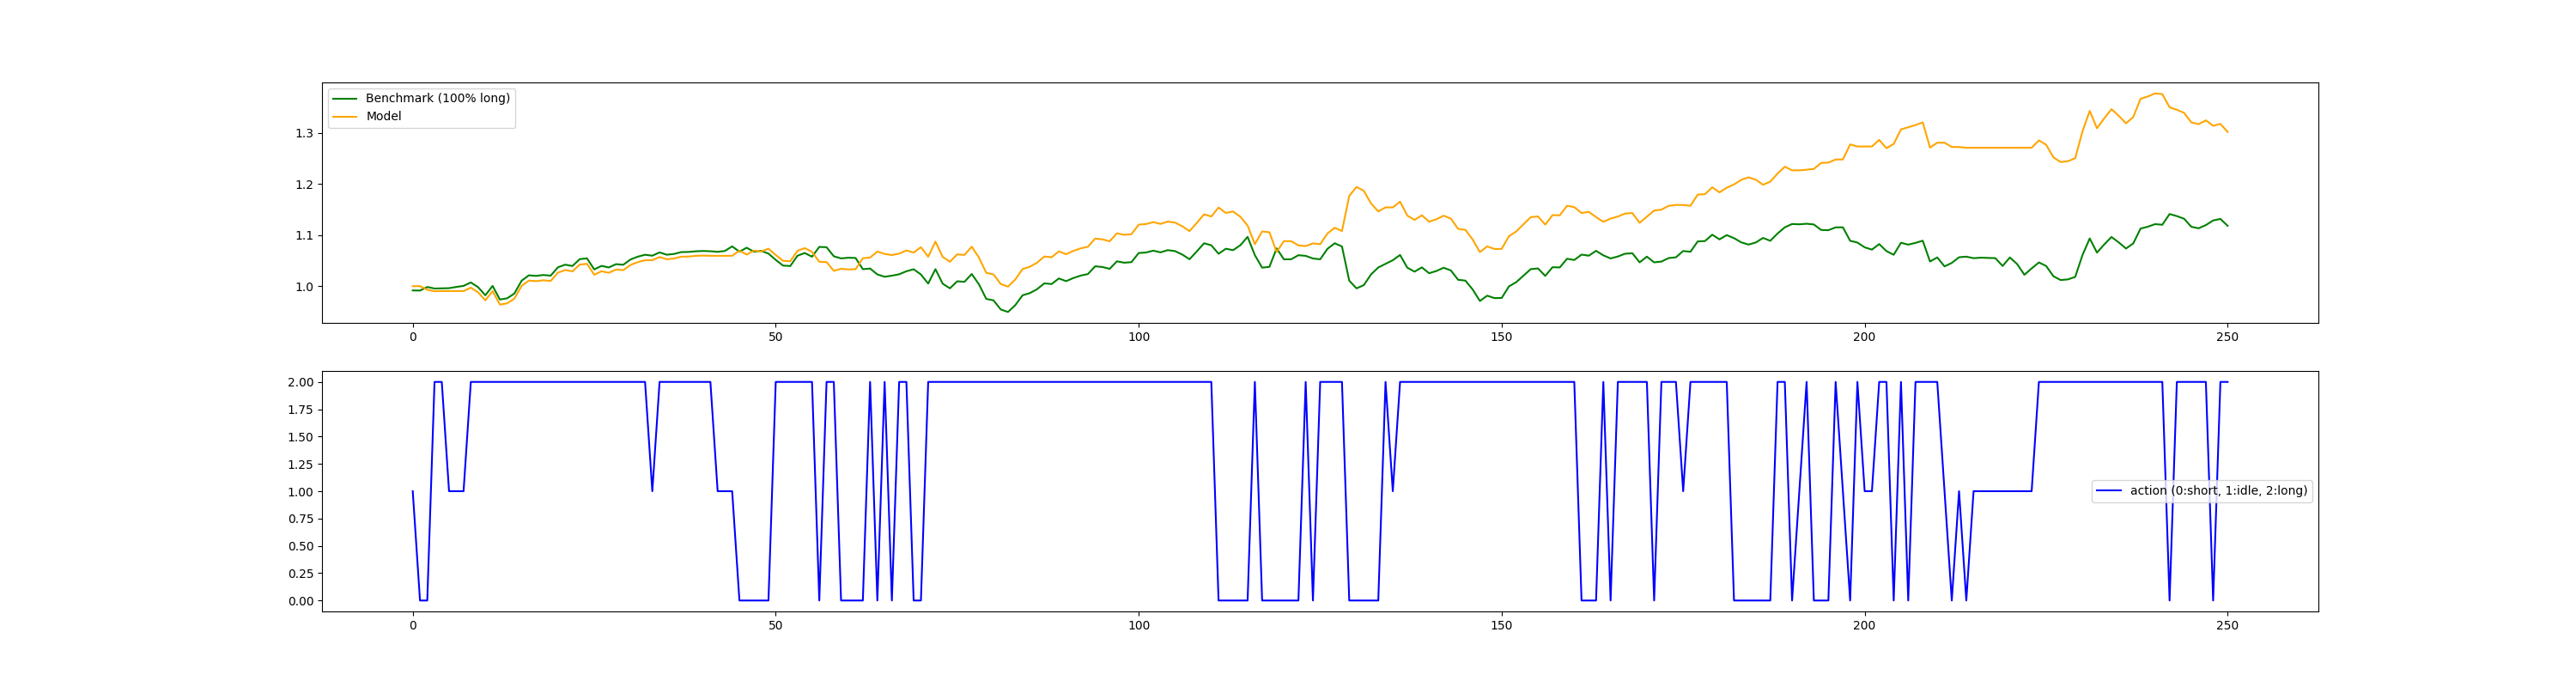 Benchmark (100% long)
Model
1.3
1.2
1.1
1.0
0 50 100 150 200 250
2.00
1.75
1.50
1.25
1.00
action (0:short, 1:idle, 2:long)
0.75
0.50
0.25
0.00
0 50 100 150 200 250